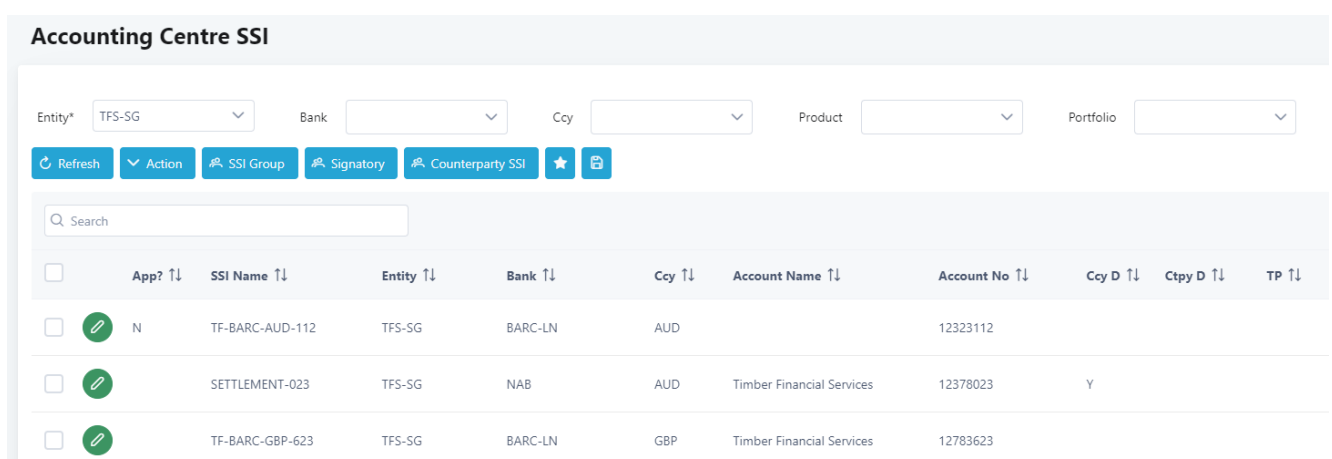 Accounting Centre SSI
Entity* TFS-SG Bank Ccy Product Portfolio
Refresh Action SSI Group Signatory Counterparty SSI
Search
App? SSI Name Entity Bank Ccy Account Name Account No Ccy D Ctpy D TP
N TF-BARC-AUD-112 TFS-SG BARC-LN AUD 12323112
SETTLEMENT-023 TFS-SG NAB AUD Timber Financial Services 12378023 Y
TF-BARC-GBP-623 TFS-SG BARC-LN GBP Timber Financial Services 12783623